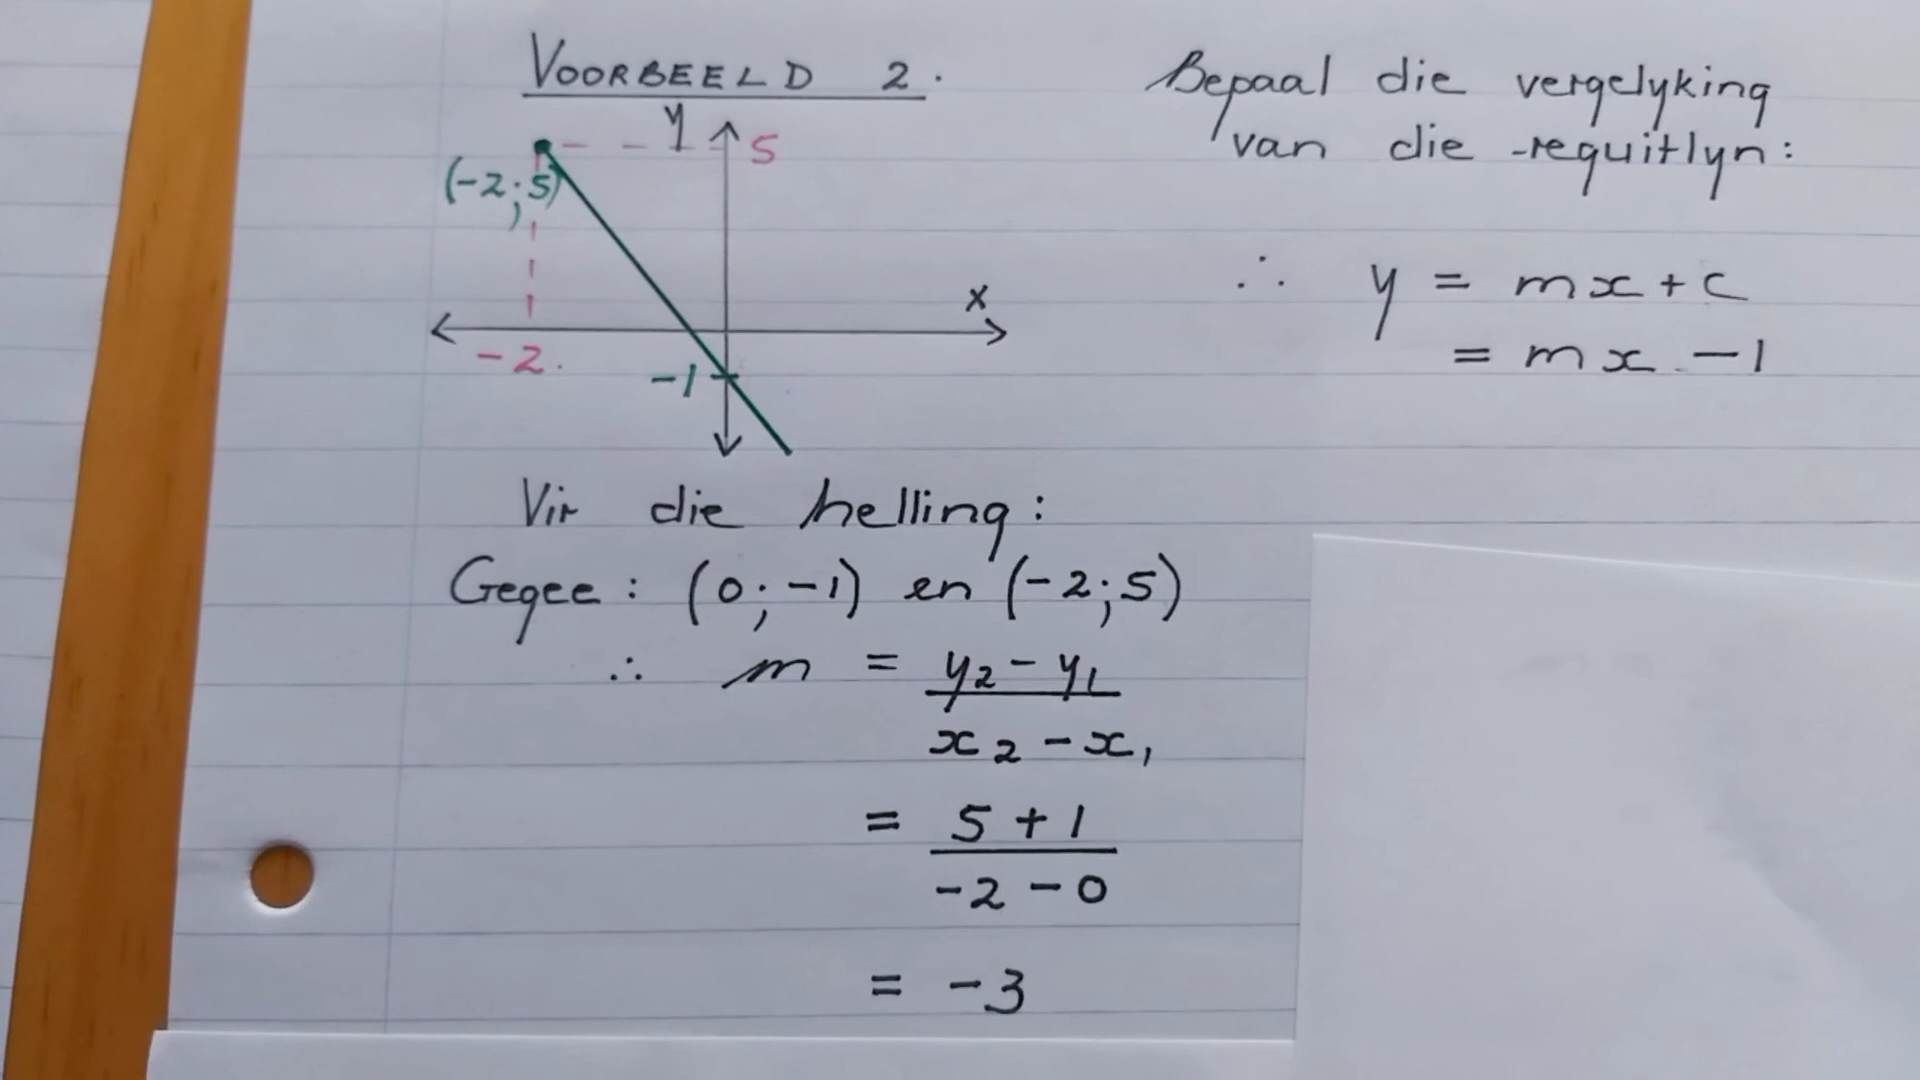 VOORBEELD 2.
y
5
(-2;5)
x
-2.
-1
Bepaal die vergelyking
van die reguitlyn:
∴ y = mx + c
= mx - 1
Vir die helling:
Gegee: (0;-1) en (-2;5)
∴ m = y₂ - y₁
x₂ - x₁
= 5 + 1
-2 - 0
= -3